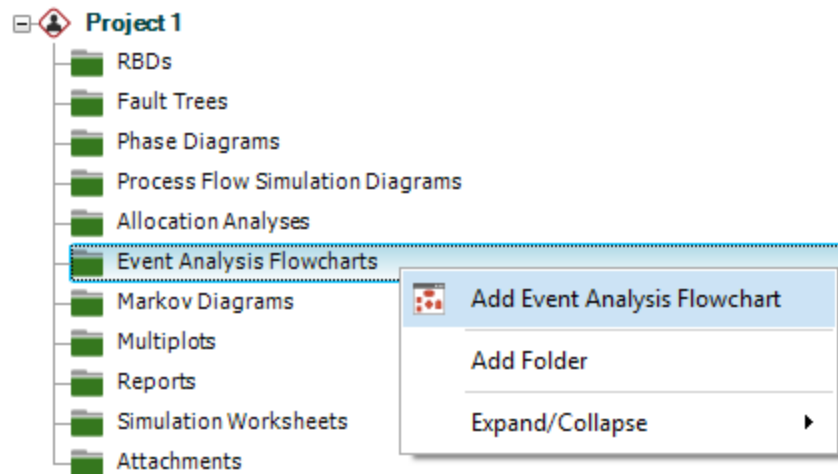 Project 1
RBDs
Fault Trees
Phase Diagrams
Process Flow Simulation Diagrams
Allocation Analyses
Event Analysis Flowcharts
Markov Diagrams
Multiplots
Reports
Simulation Worksheets
Attachments
Add Event Analysis Flowchart
Add Folder
Expand/Collapse